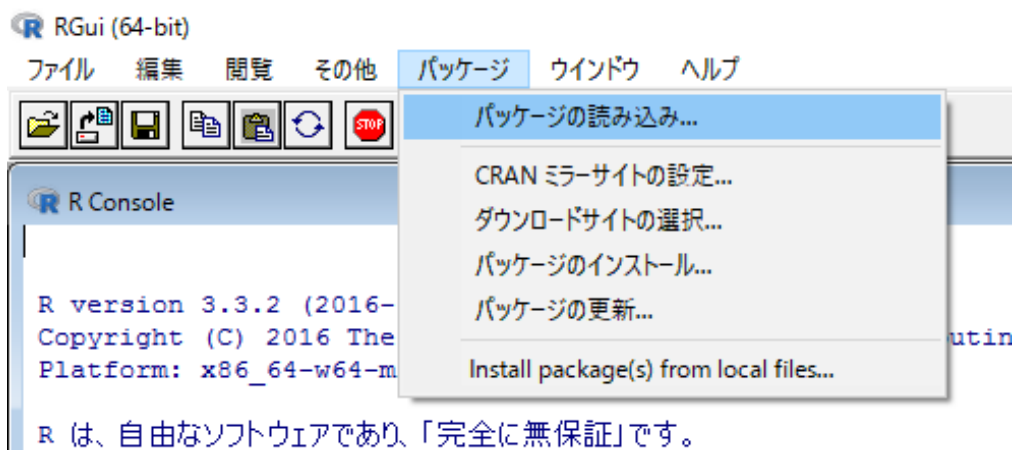 RGui (64-bit)
ファイル 編集 閲覧 その他 パッケージ ウインドウ ヘルプ
STOP
パッケージの読み込み...
CRAN ミラーサイトの設定...
ダウンロードサイトの選択...
パッケージのインストール...
パッケージの更新...
Install package(s) from local files...
R Console
R version 3.3.2 (2016-
Copyright (C) 2016 The
utin
Platform: x86_64-w64-m
R は、自由なソフトウェアであり、「完全に無保証」です。